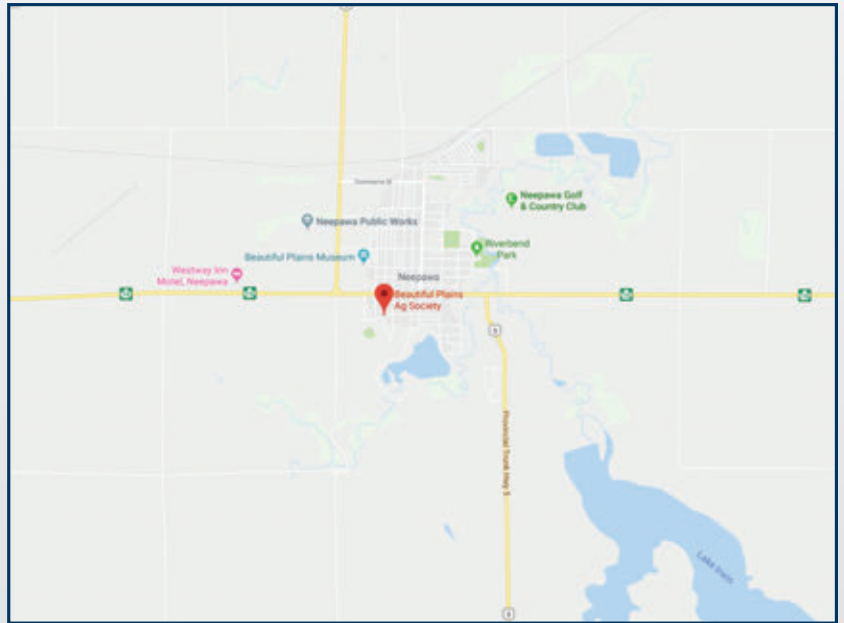 Neepawa Golf
& Country Club
Neepawa Public Works
Riverbend
Park
Beautiful Plains Museum
Westway Inn
Motel, Neepawa
Neepawa
Beautiful Plains
Ag Society
5
Provincial Trunk Hwy 5
Lake Irwin
5